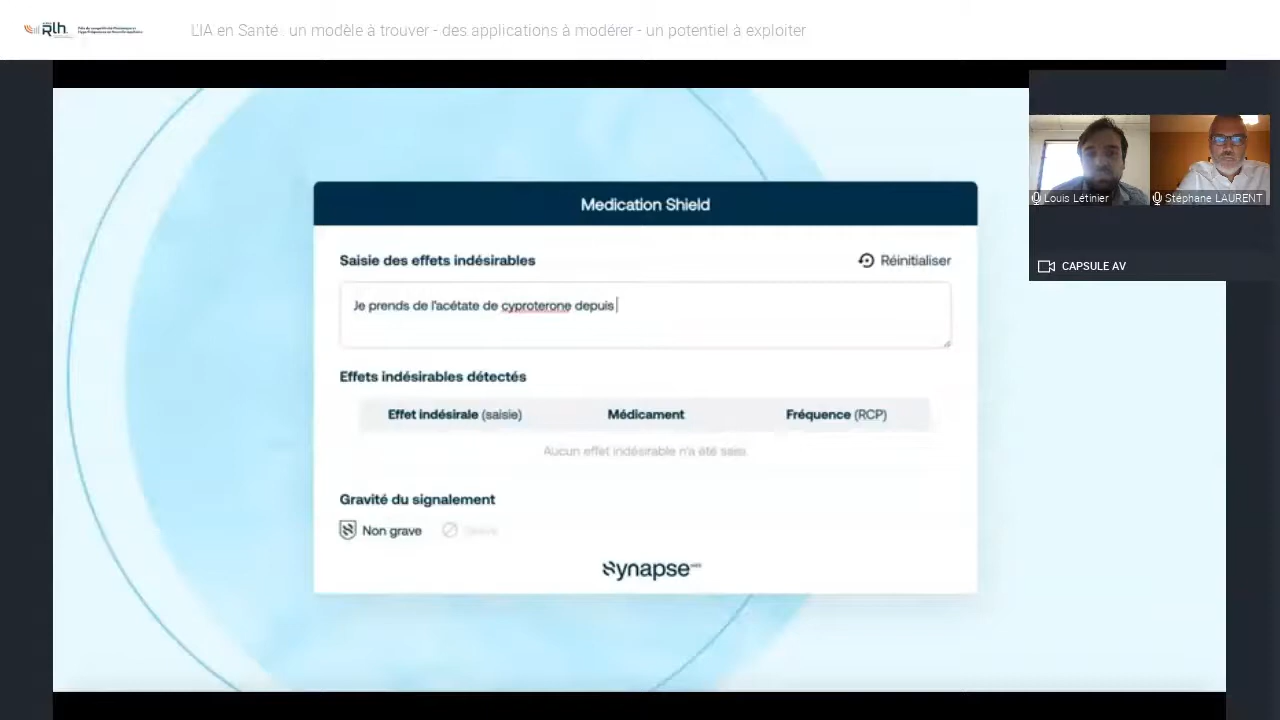 Rlh
L'IA en Santé : un modèle à trouver - des applications à modérer - un potentiel à exploiter
Louis Létinier
Stéphane LAURENT
CAPSULE AV
Medication Shield
Saisie des effets indésirables
Réinitialiser
Je prends de l'acétate de cyproterone depuis
Effets indésirables détectés
Effet indésirale (saisie) Médicament Fréquence (RCP)
Aucun effet indésirable n'a été saisi.
Gravité du signalement
Non grave Grave
Synapse